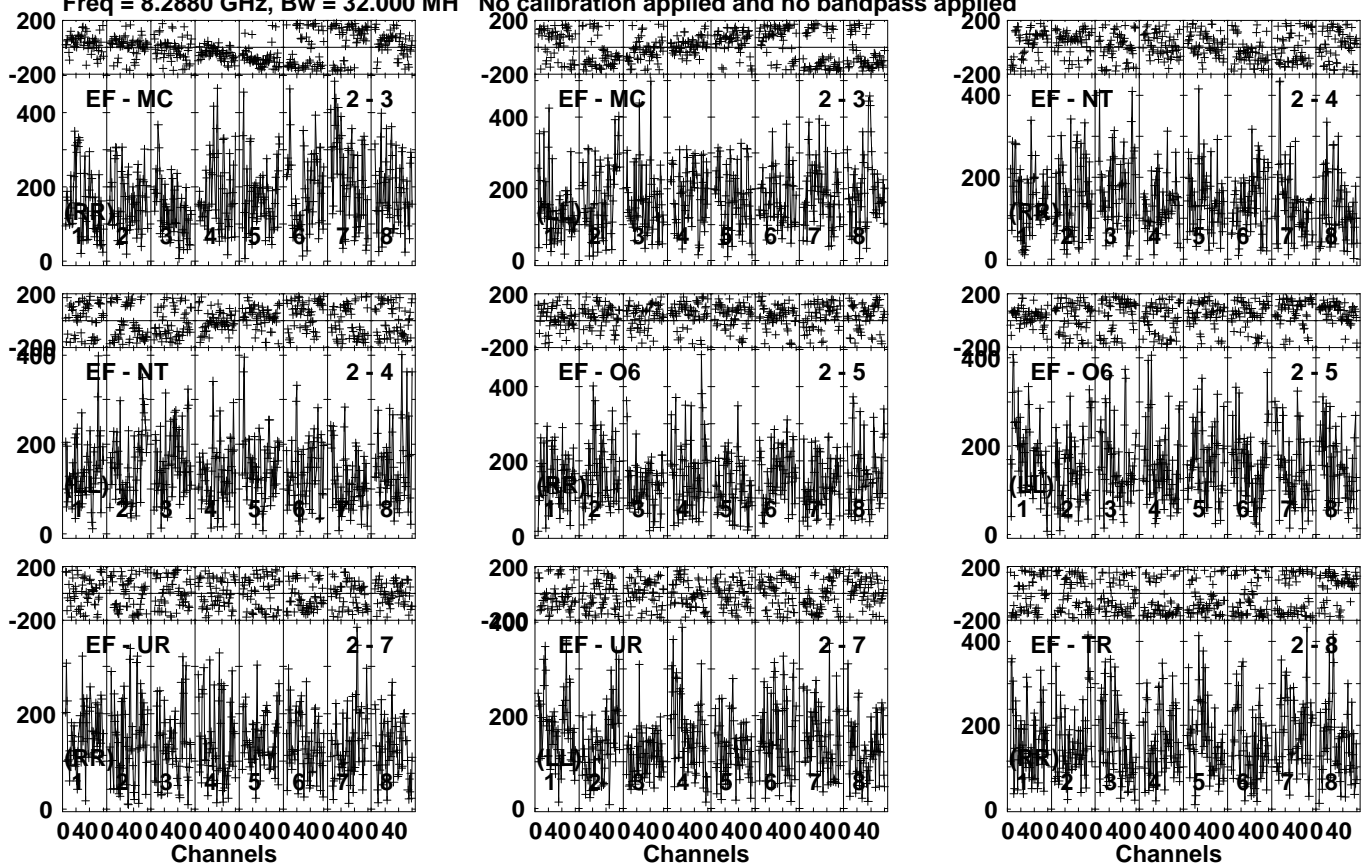 Freq = 8.2880 GHz, Bw = 32.000 MH No calibration applied and no bandpass applied
200 200 200
-200 -200 -200
EF - MC 2 - 3 EF - MC 2 - 3 EF - NT 2 - 4
400 400 400
200 200 200
(RR) (LL) (RR)
1 2 3 4 5 6 7 8 1 2 3 4 5 6 7 8 1 2 3 4 5 6 7 8
0 0 0
200 200 200
-200 -200 -200
400 400
EF - NT 2 - 4 EF - O6 2 - 5 EF - O6 2 - 5
400
200 200 200
(LL) (RR) (LL)
1 2 3 4 5 6 7 8 1 2 3 4 5 6 7 8 1 2 3 4 5 6 7 8
0 0 0
200 200 200
-200 -200 -200
400
EF - UR 2 - 7 EF - UR 2 - 7 EF - TR 2 - 8
400
200 200 200
(RR) (LL) (RR)
1 2 3 4 5 6 7 8 1 2 3 4 5 6 7 8 1 2 3 4 5 6 7 8
0 0 0
0 40 0 40 0 40 0 40 0 40 0 40 0 40 0 40 0 40 0 40 0 40 0 40 0 40 0 40 0 40 0 40 0 40 0 40 0 40 0 40 0 40 0 40 0 40 0 40
Channels Channels Channels